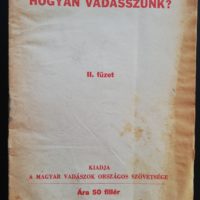 HOGYAN VADÁSSZUNK?
II. füzet
KIADJA
A MAGYAR VADÁSZOK ORSZÁGOS SZÖVETSÉGE
Ára 50 fillér